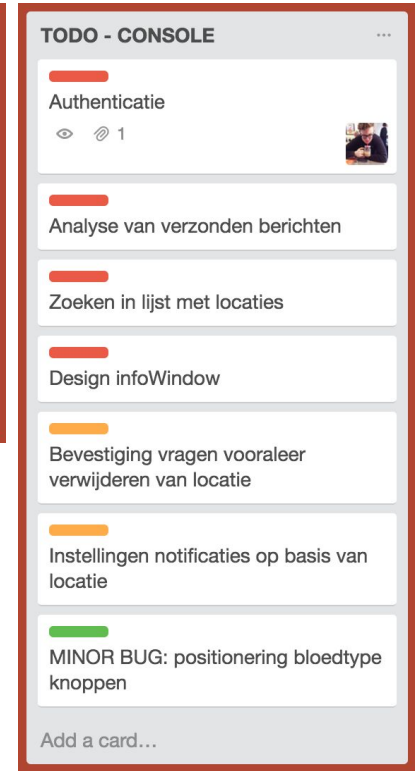 TODO - CONSOLE
Authenticatie
1
Analyse van verzonden berichten
Zoeken in lijst met locaties
Design infoWindow
Bevestiging vragen vooraleer
verwijderen van locatie
Instellingen notificaties op basis van
locatie
MINOR BUG: positionering bloedtype
knoppen
Add a card…